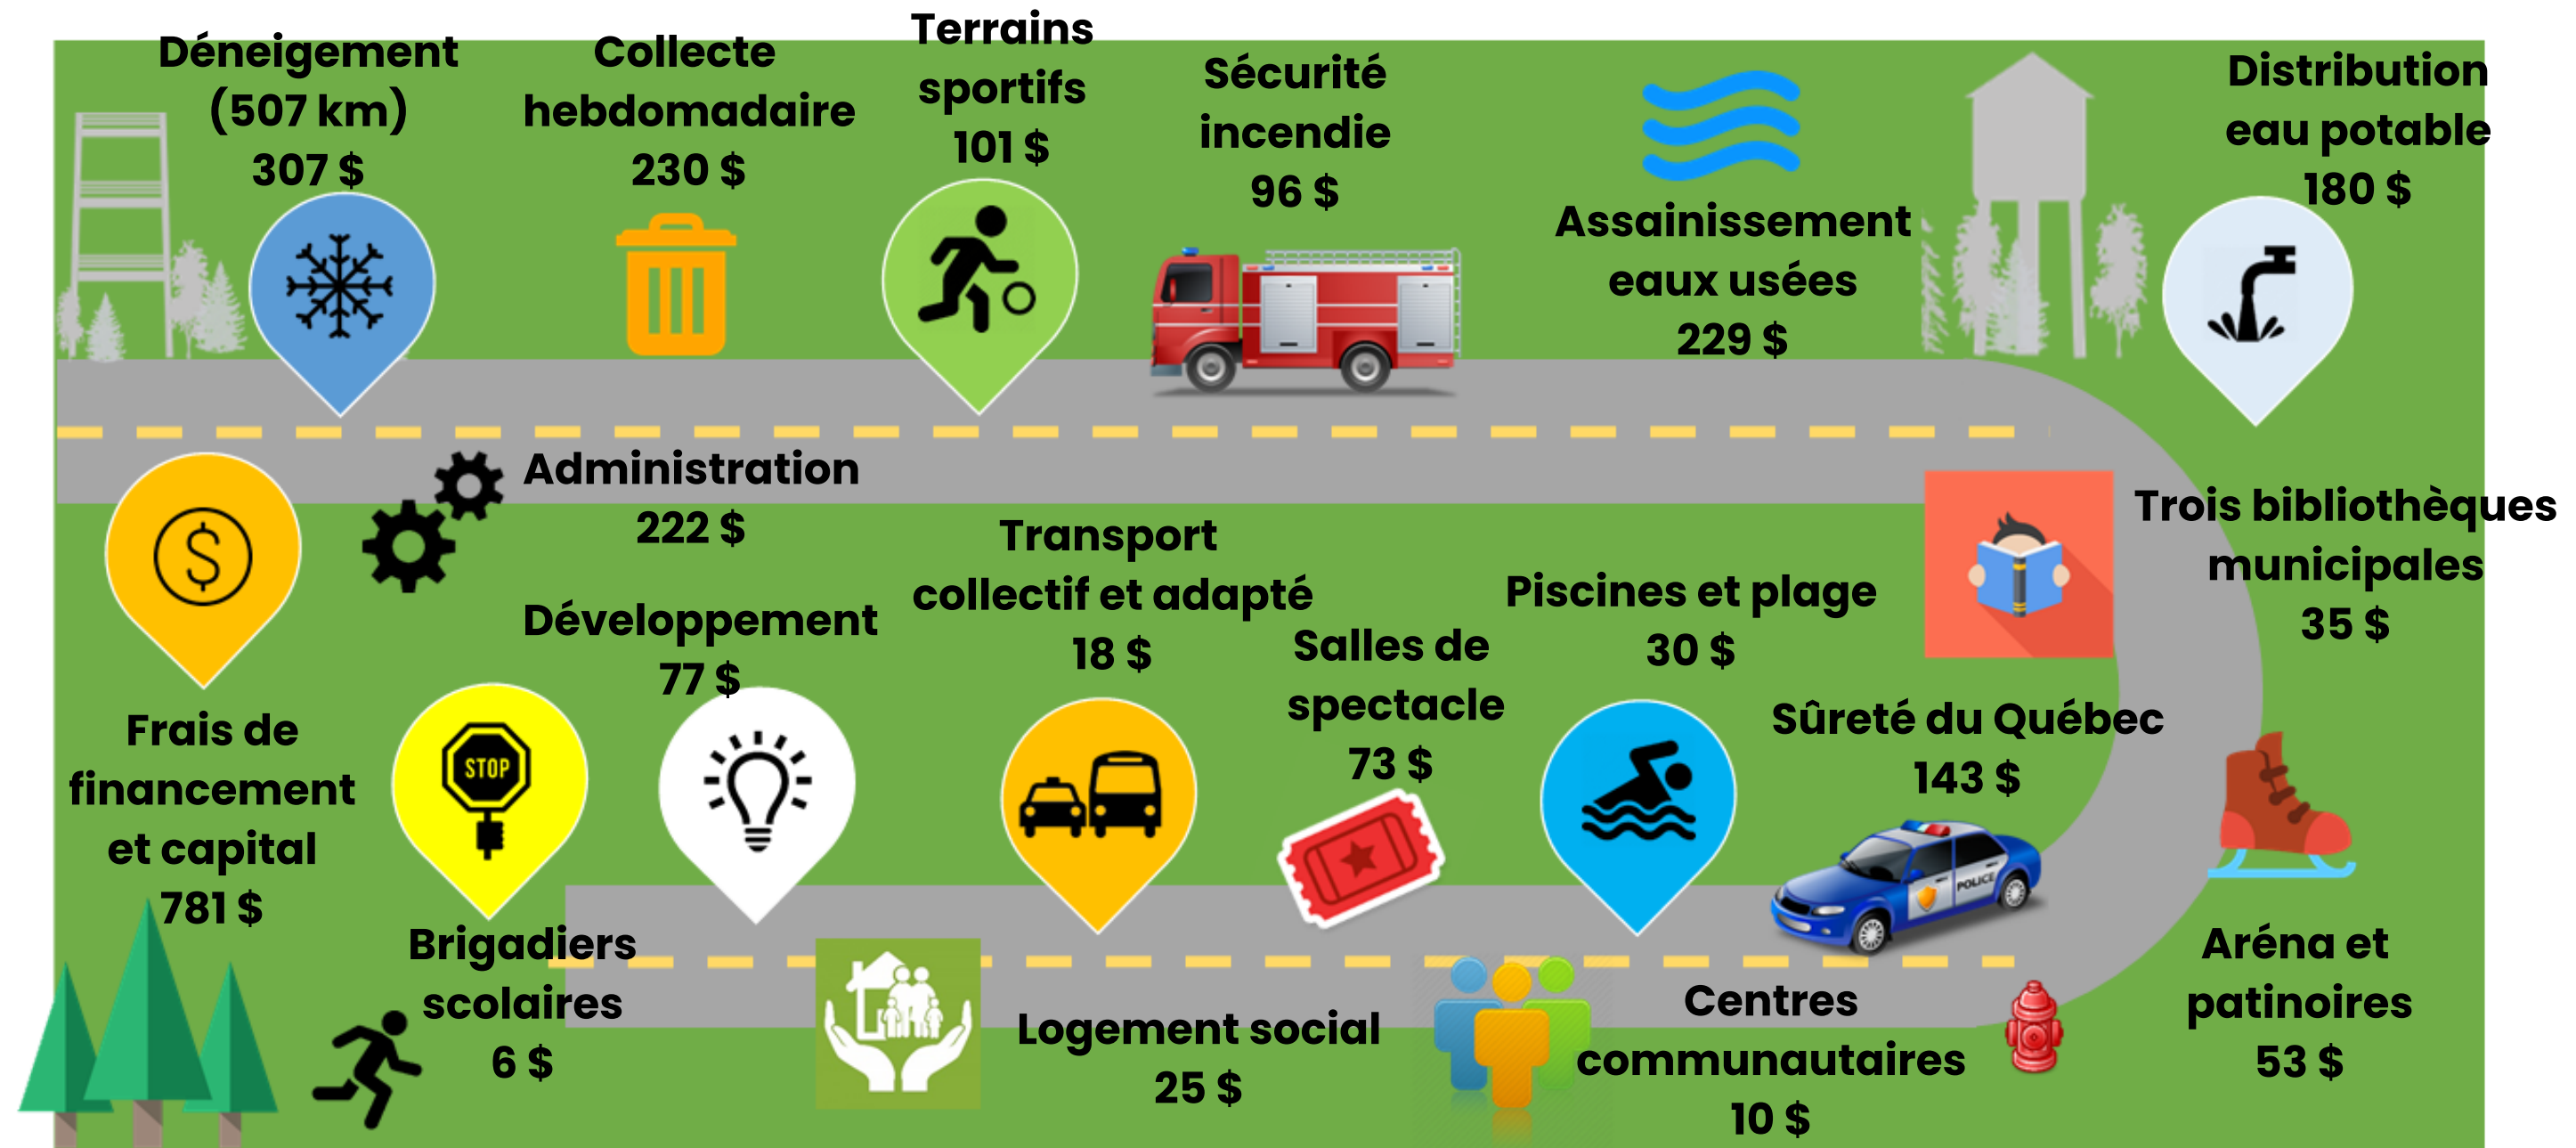 Déneigement
(507 km)
307 $
Collecte
hebdomadaire
230 $
Terrains
sportifs
101 $
Sécurité
incendie
96 $
Assainissement
eaux usées
229 $
Distribution
eau potable
180 $
$
Administration
222 $
Trois bibliothèques
municipales
35 $
Frais de
financement
et capital
781 $
Développement
77 $
Transport
collectif et adapté
18 $
Salles de
spectacle
73 $
Piscines et plage
30 $
Sûreté du Québec
143 $
STOP
POLICE
Brigadiers
scolaires
6 $
Logement social
25 $
Centres
communautaires
10 $
Aréna et
patinoires
53 $